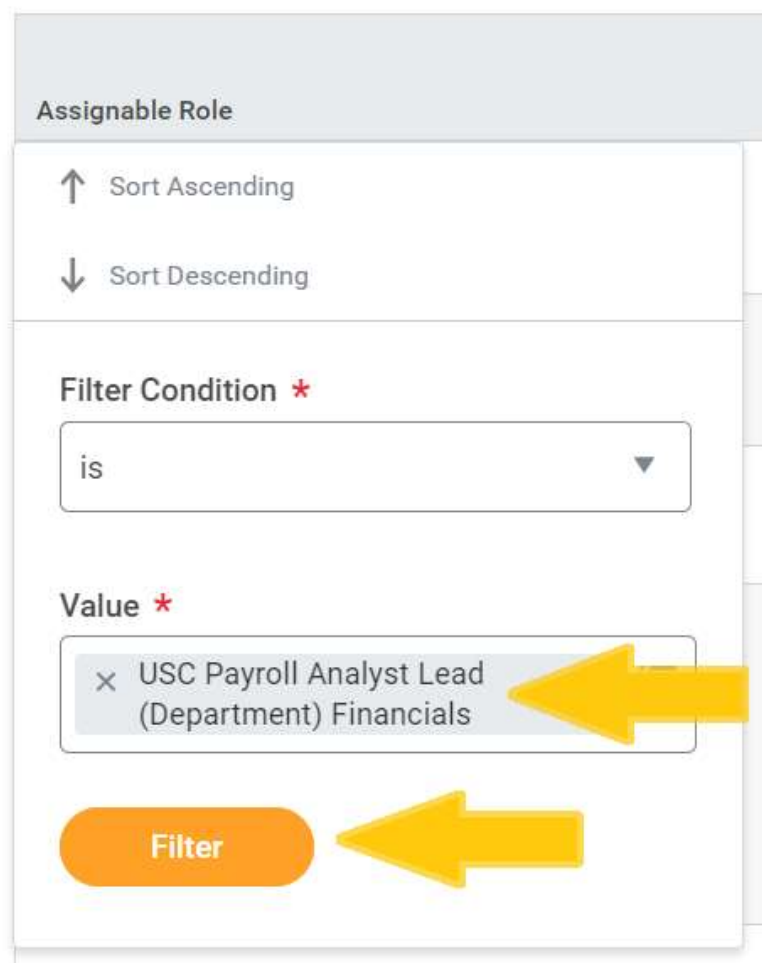 Assignable Role
Sort Ascending
Sort Descending
Filter Condition *
is
Value *
USC Payroll Analyst Lead
(Department) Financials
Filter